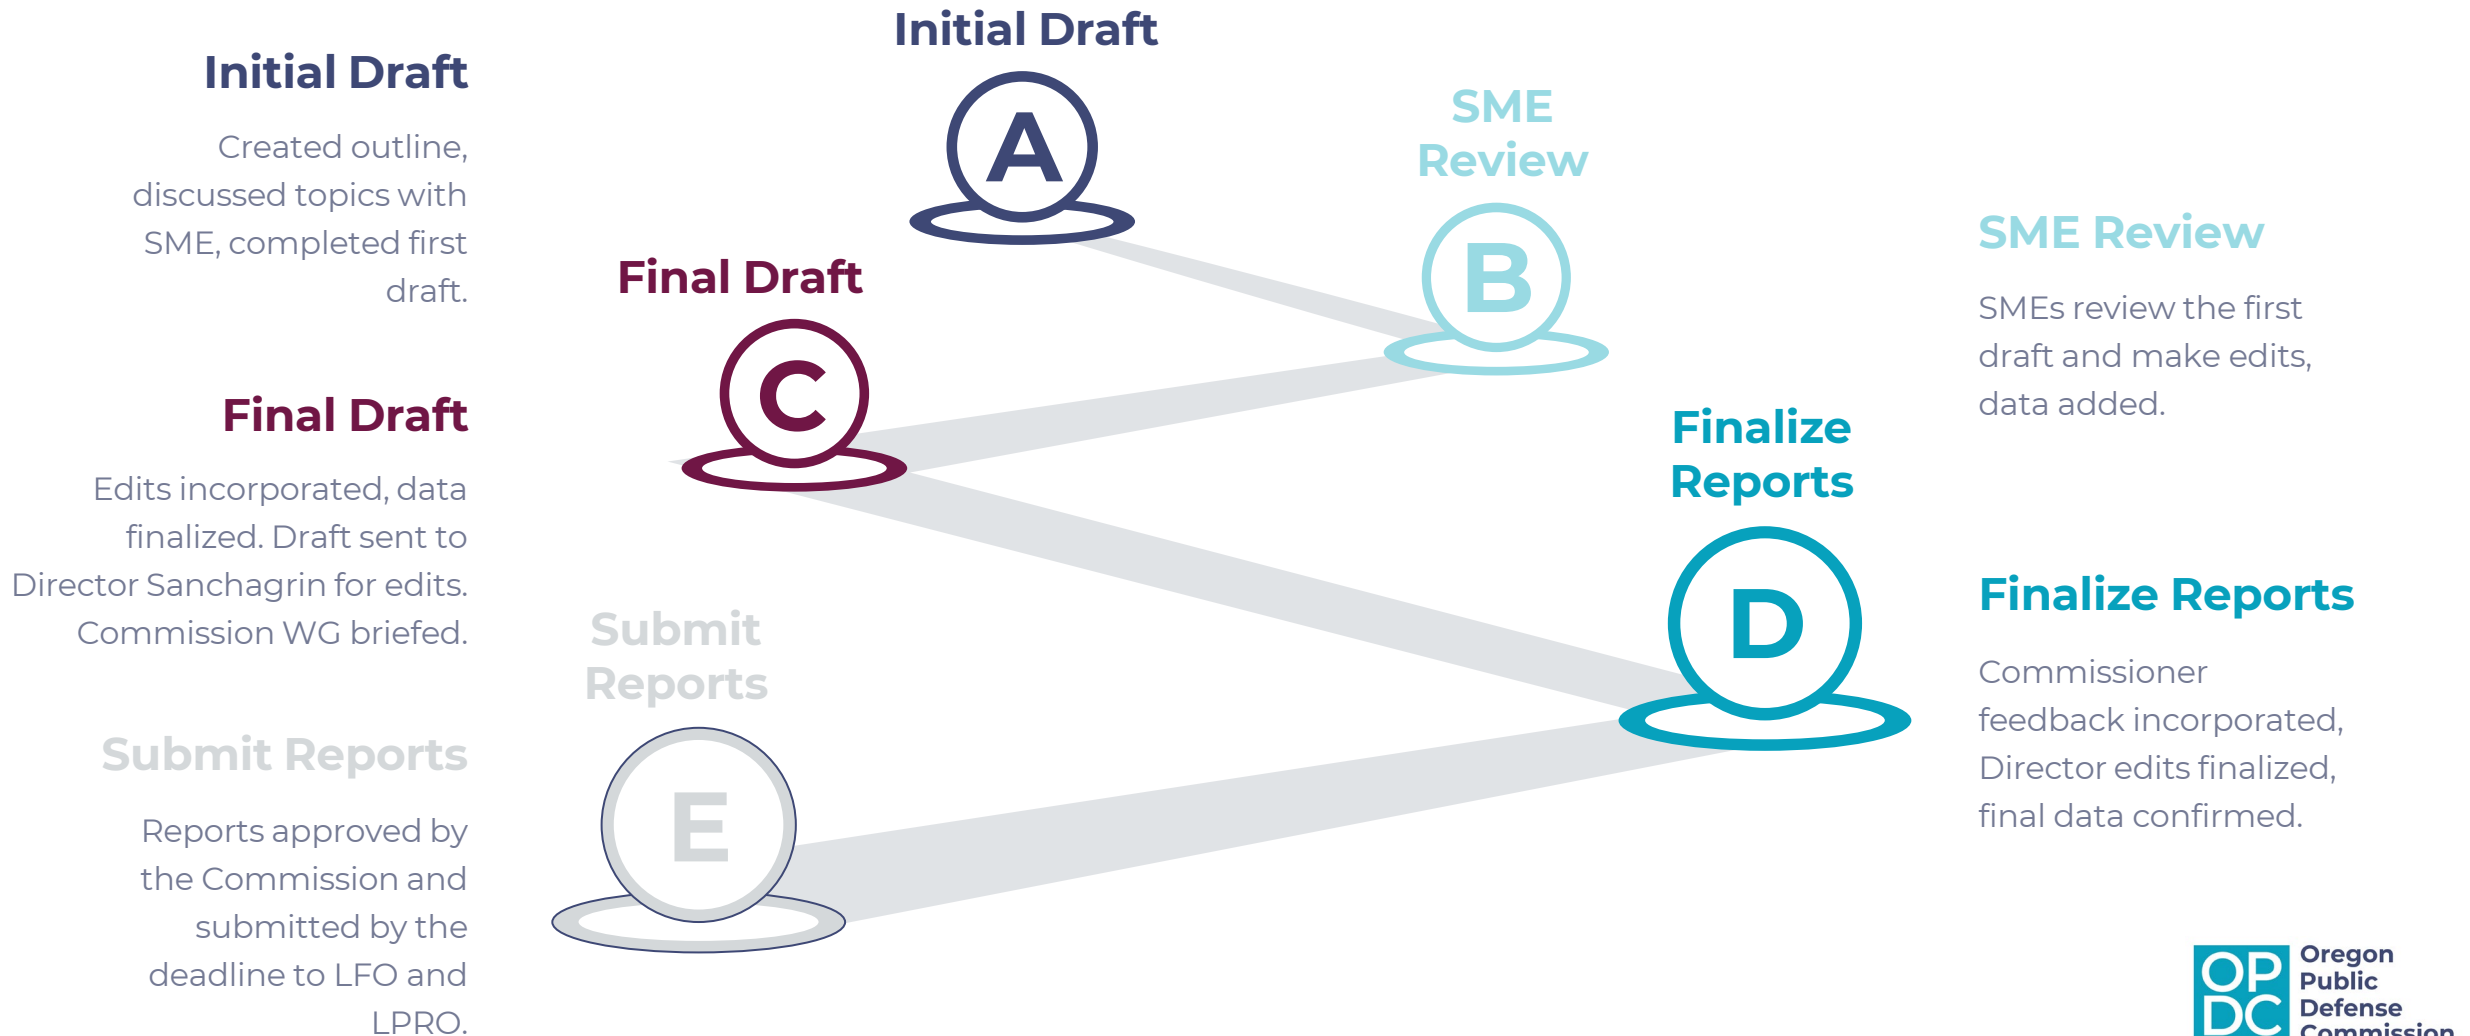 Initial Draft
Created outline,
discussed topics with
SME, completed first
draft.
Final Draft
Edits incorporated, data
finalized. Draft sent to
Director Sanchagrin for edits.
Commission WG briefed.
Submit Reports
Reports approved by
the Commission and
submitted by the
deadline to LFO and
LPRO.
Initial Draft
A
SME
Review
B
Final Draft
C
Finalize
Reports
D
Submit
Reports
E
SME Review
SMEs review the first
draft and make edits,
data added.
Finalize Reports
Commissioner
feedback incorporated,
Director edits finalized,
final data confirmed.
OP
DC
Oregon
Public
Defense
Commission